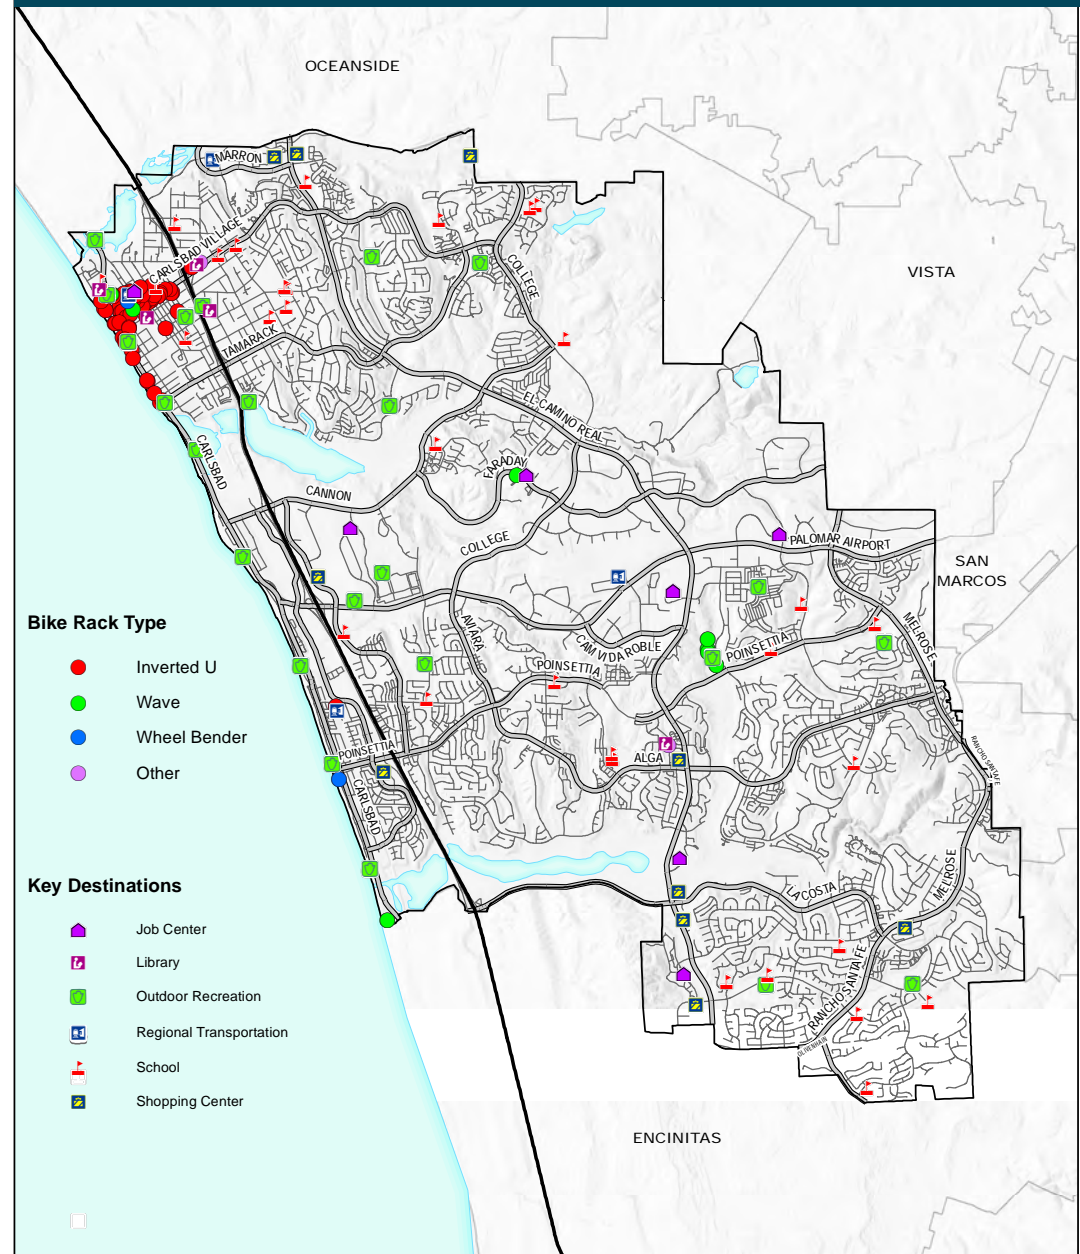 OCEANSIDE
MARRON
CARLSBAD VILLAGE
COLLEGE
VISTA
TAMARACK
EL CAMINO REAL
CARLSBAD
FARADAY
CANNON
COLLEGE
PALOMAR AIRPORT
SAN
MARCOS
AVIARA
CAM VIDA ROBLE
POINSETTIA
MELROSE
POINSETTIA
Bike Rack Type
Inverted U
Wave
Wheel Bender
Other
POINSETTIA
ALGA
RANCHO SANTA FE
CARLSBAD
LA COSTA
MELROSE
Key Destinations
Job Center
Library
Outdoor Recreation
Regional Transportation
School
Shopping Center
RANCHO SANTA FE
OLIVENHAIN
ENCINITAS